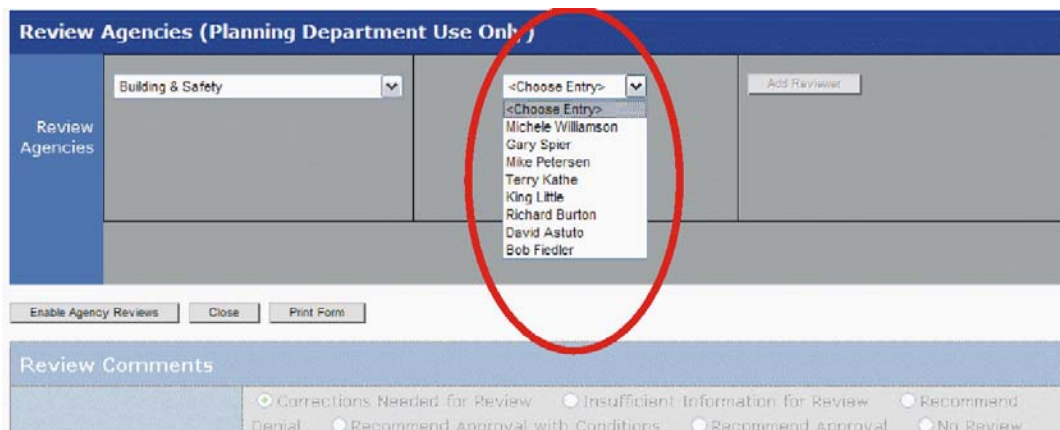 Review Agencies (Planning Department Use Only)
Building & Safety
<Choose Entry>
Add Reviewer
Review
Agencies
<Choose Entry>
Michele Williamson
Gary Spier
Mike Petersen
Terry Kathe
King Little
Richard Burton
David Astuto
Bob Fiedler
Enable Agency Reviews Close Print Form
Review Comments
Corrections Needed for Review Insufficient Information for Review Recommend
Denial Recommend Approval with Conditions Recommend Approval No Review